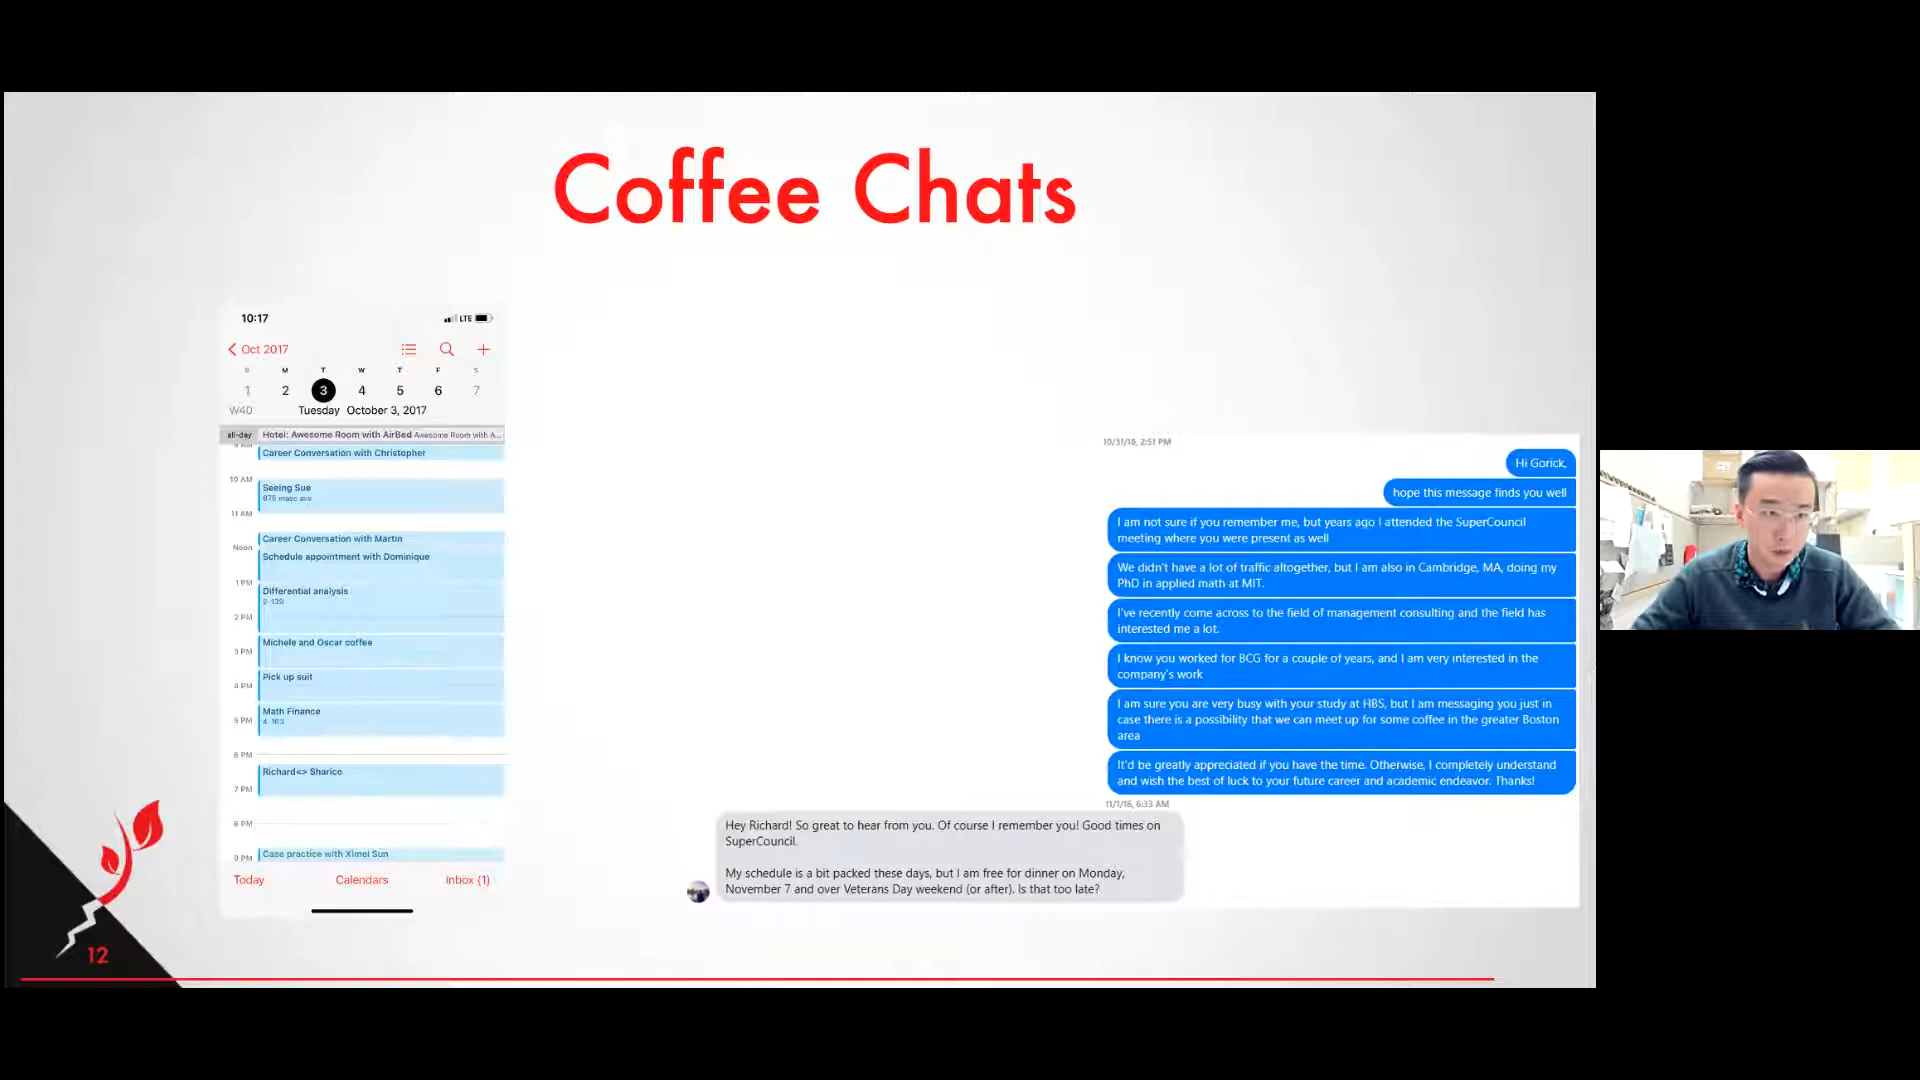 Coffee Chats
10:17
LTE
Oct 2017
S M T W T F S
1 2 3 4 5 6 7
W40 Tuesday October 3, 2017
all-day Hotel: Awesome Room with AirBed Awesome Room with A...
9 AM
Career Conversation with Christopher
10 AM
Seeing Sue
675 mass ave
11 AM
Career Conversation with Martin
Noon
Schedule appointment with Dominique
1 PM
Differential analysis
2-139
2 PM
Michele and Oscar coffee
3 PM
Pick up suit
4 PM
Math Finance
4-163
5 PM
6 PM
Richard<> Sharice
7 PM
8 PM
Case practice with Ximei Sun
9 PM
Today Calendars Inbox (1)
10/31/16, 2:51 PM
Hi Gorick,
hope this message finds you well
I am not sure if you remember me, but years ago I attended the SuperCouncil
meeting where you were present as well
We didn't have a lot of traffic altogether, but I am also in Cambridge, MA, doing my
PhD in applied math at MIT.
I've recently come across to the field of management consulting and the field has
interested me a lot.
I know you worked for BCG for a couple of years, and I am very interested in the
company's work
I am sure you are very busy with your study at HBS, but I am messaging you just in
case there is a possibility that we can meet up for some coffee in the greater Boston
area
It'd be greatly appreciated if you have the time. Otherwise, I completely understand
and wish the best of luck to your future career and academic endeavor. Thanks!
11/1/16, 6:33 AM
Hey Richard! So great to hear from you. Of course I remember you! Good times on
SuperCouncil.
My schedule is a bit packed these days, but I am free for dinner on Monday,
November 7 and over Veterans Day weekend (or after). Is that too late?
12